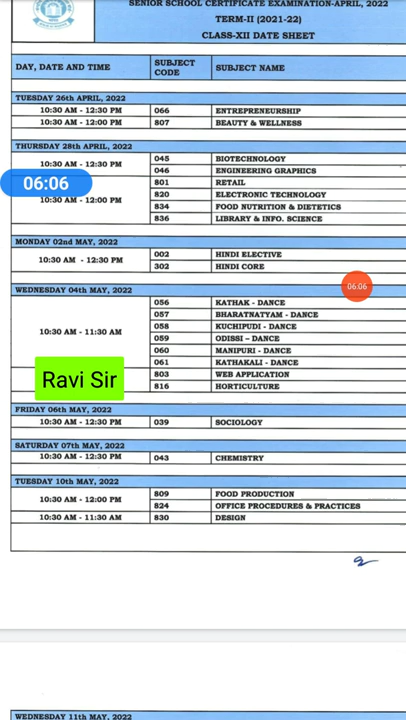 SENIOR SCHOOL CERTIFICATE EXAMINATION-APRIL, 2022
TERM-II (2021-22)
CLASS-XII DATE SHEET
DAY, DATE AND TIME SUBJECT CODE SUBJECT NAME
TUESDAY 26th APRIL, 2022
10:30 AM - 12:30 PM 066 ENTREPRENEURSHIP
10:30 AM - 12:00 PM 807 BEAUTY & WELLNESS
THURSDAY 28th APRIL, 2022
10:30 AM - 12:30 PM 045 BIOTECHNOLOGY
046 ENGINEERING GRAPHICS
06:06
10:30 AM - 12:00 PM 801 RETAIL
820 ELECTRONIC TECHNOLOGY
834 FOOD NUTRITION & DIETETICS
836 LIBRARY & INFO. SCIENCE
MONDAY 02nd MAY, 2022
10:30 AM - 12:30 PM 002 HINDI ELECTIVE
302 HINDI CORE
06:06
WEDNESDAY 04th MAY, 2022
10:30 AM - 11:30 AM 056 KATHAK - DANCE
057 BHARATNATYAM - DANCE
058 KUCHIPUDI - DANCE
059 ODISSI – DANCE
060 MANIPURI - DANCE
061 KATHAKALI - DANCE
Ravi Sir
803 WEB APPLICATION
816 HORTICULTURE
FRIDAY 06th MAY, 2022
10:30 AM - 12:30 PM 039 SOCIOLOGY
SATURDAY 07th MAY, 2022
10:30 AM - 12:30 PM 043 CHEMISTRY
TUESDAY 10th MAY, 2022
10:30 AM - 12:00 PM 809 FOOD PRODUCTION
824 OFFICE PROCEDURES & PRACTICES
10:30 AM - 11:30 AM 830 DESIGN
WEDNESDAY 11th MAY, 2022